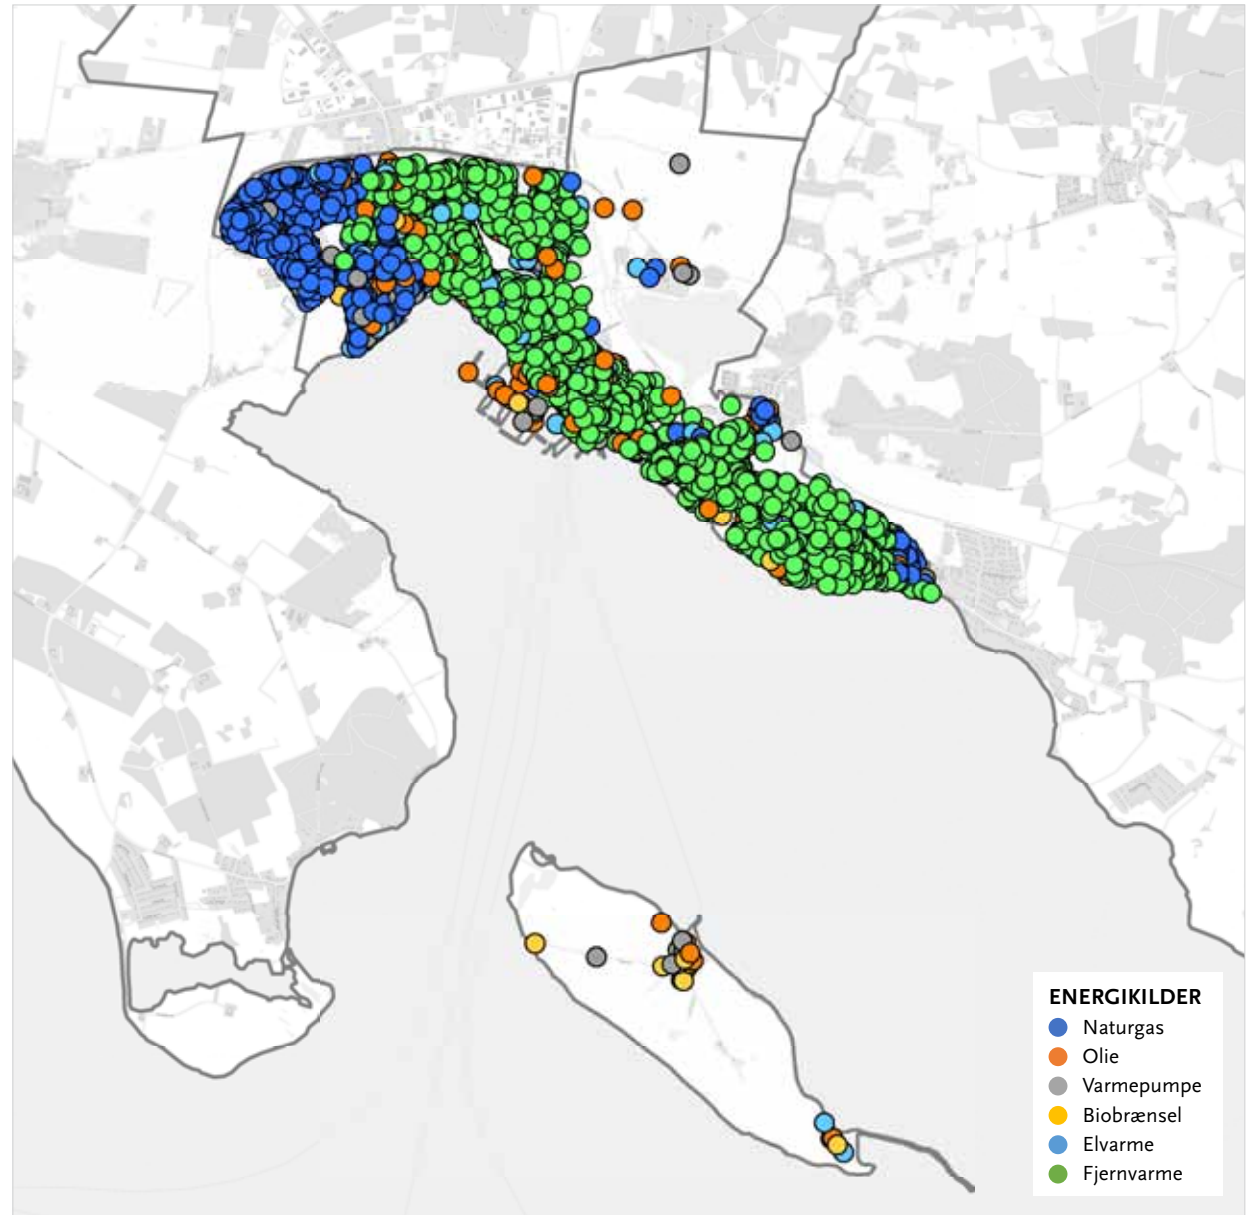 ENERGIKILDER
Naturgas
Olie
Varmepumpe
Biobrænsel
Elvarme
Fjernvarme